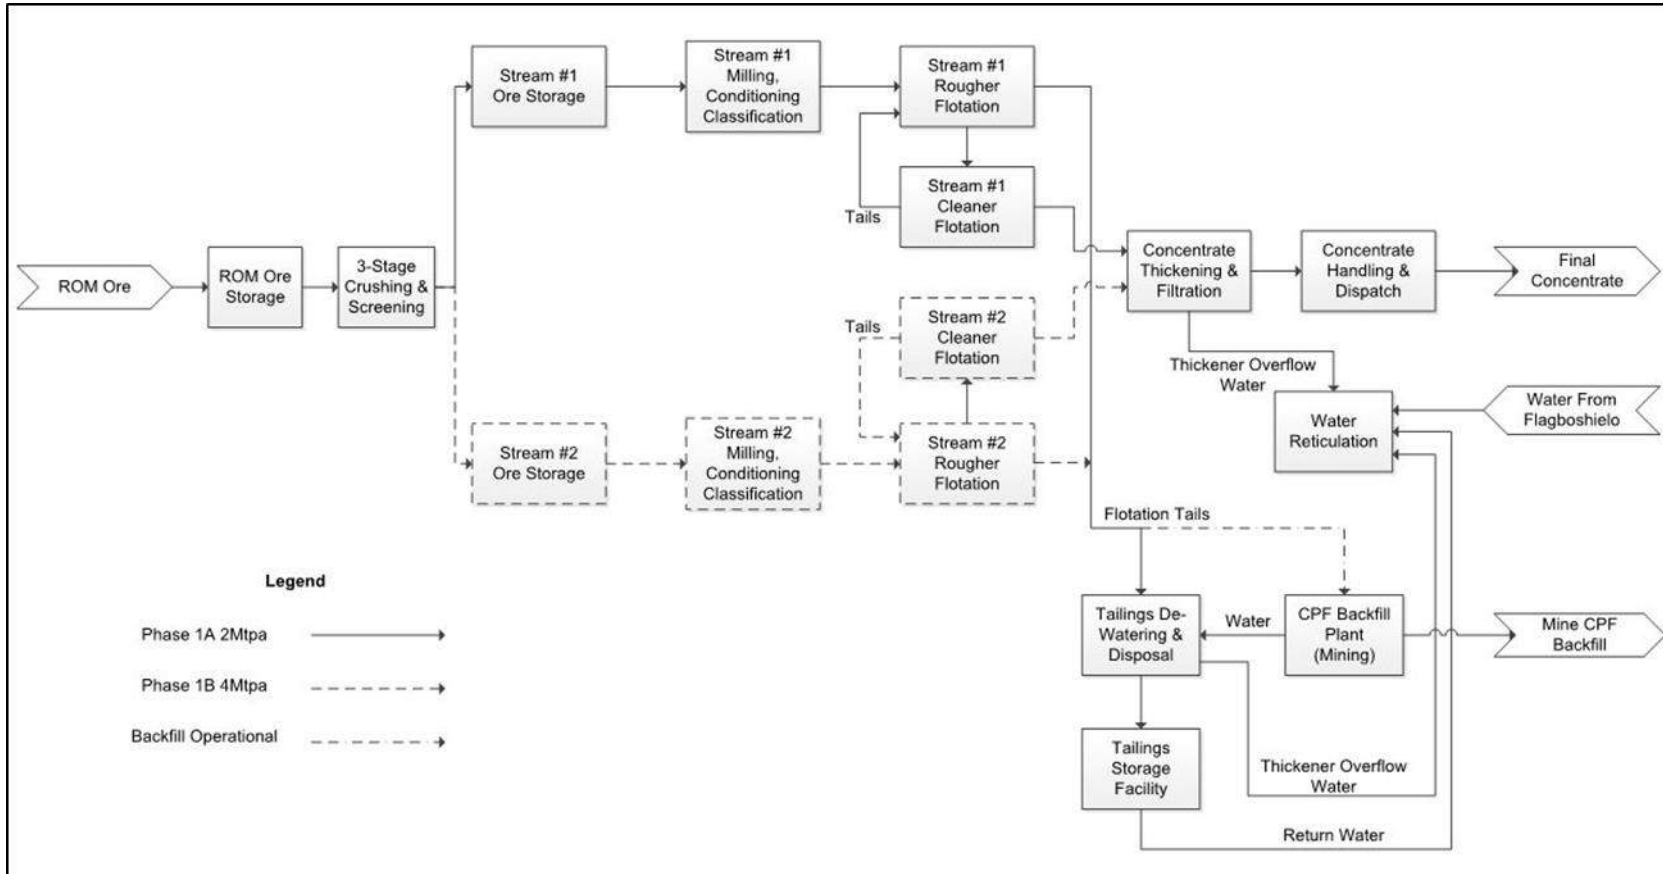 Stream #1
Ore Storage
Stream #1
Milling,
Conditioning
Classification
Stream #1
Rougher
Flotation
Stream #1
Cleaner
Flotation
Tails
ROM Ore
ROM Ore
Storage
3-Stage
Crushing &
Screening
Concentrate
Thickening &
Filtration
Concentrate
Handling &
Dispatch
Final
Concentrate
Tails
Stream #2
Cleaner
Flotation
Thickener Overflow
Water
Water
Reticulation
Water From
Flagboshielo
Stream #2
Ore Storage
Stream #2
Milling,
Conditioning
Classification
Stream #2
Rougher
Flotation
Flotation Tails
Tailings De-
Watering &
Disposal
Water
CPF Backfill
Plant
(Mining)
Mine CPF
Backfill
Tailings
Storage
Facility
Thickener Overflow
Water
Return Water
Legend
Phase 1A 2Mtpa
Phase 1B 4Mtpa
Backfill Operational